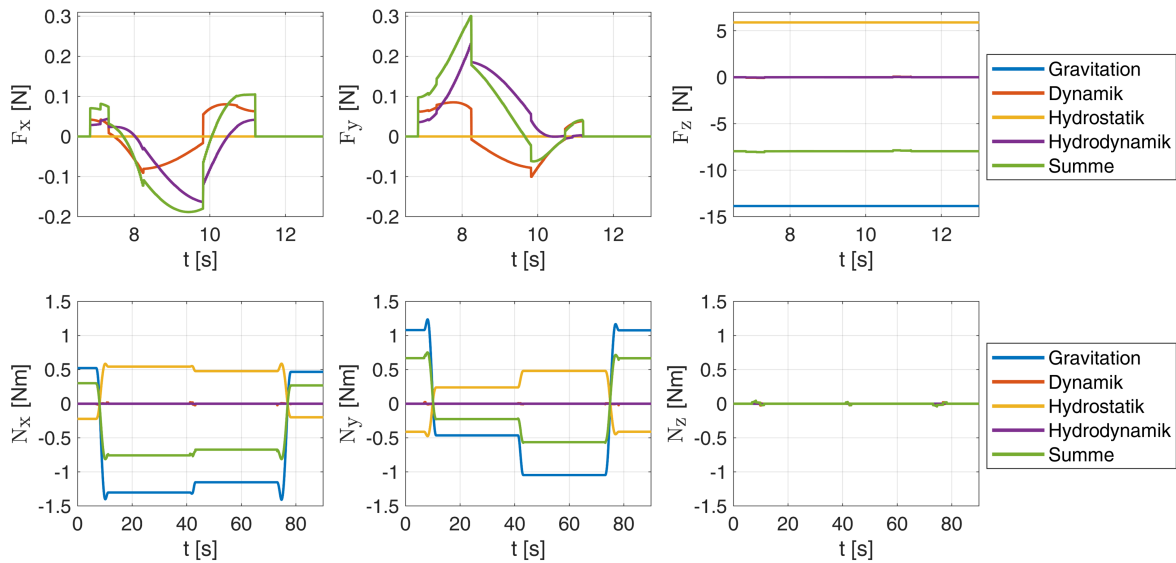 F_x [N]
0.3
0.2
0.1
0
-0.1
-0.2
8
10
12
t [s]
F_y [N]
0.3
0.2
0.1
0
-0.1
-0.2
8
10
12
t [s]
F_z [N]
5
0
-5
-10
-15
8
10
12
t [s]
Gravitation
Dynamik
Hydrostatik
Hydrodynamik
Summe
N_x [Nm]
1.5
1
0.5
0
-0.5
-1
-1.5
0
20
40
60
80
t [s]
N_y [Nm]
1.5
1
0.5
0
-0.5
-1
-1.5
0
20
40
60
80
t [s]
N_z [Nm]
1.5
1
0.5
0
-0.5
-1
-1.5
0
20
40
60
80
t [s]
Gravitation
Dynamik
Hydrostatik
Hydrodynamik
Summe